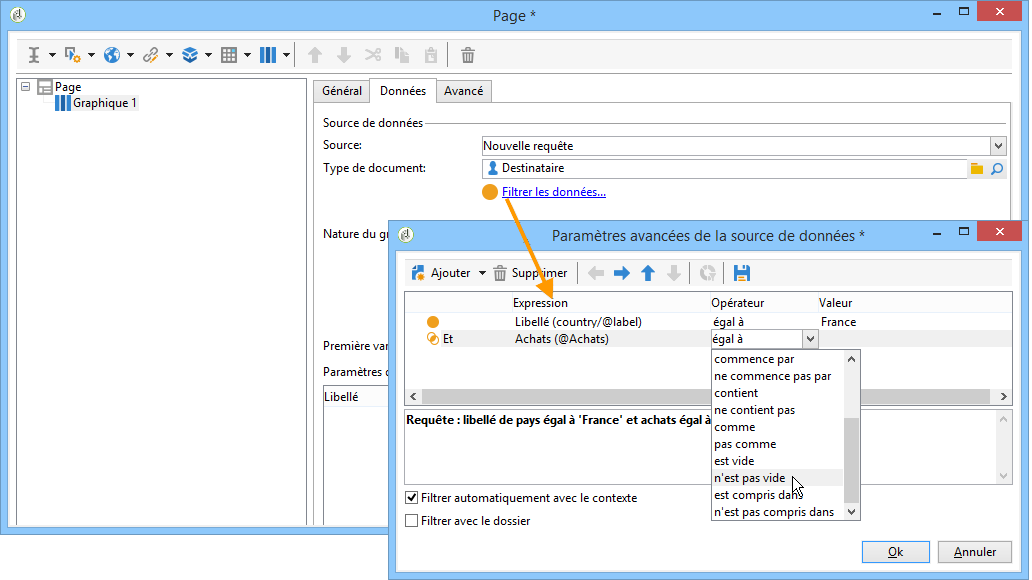 Page *
Page
Graphique 1
Général
Données
Avancé
Source de données
Source:
Nouvelle requête
Type de document:
Destinataire
Filtrer les données...
Nature du gr
Première var
Paramètres d
Libellé
Paramètres avancées de la source de données *
Ajouter
Supprimer
Expression
Opérateur
Valeur
Libellé (country/@label)
égal à
France
Et
Achats (@Achats)
égal à
commence par
ne commence pas par
contient
ne contient pas
comme
pas comme
est vide
n'est pas vide
est compris dans
n'est pas compris dans
Requête : libellé de pays égal à 'France' et achats égal à
Filtrer automatiquement avec le contexte
Filtrer avec le dossier
Ok
Annuler